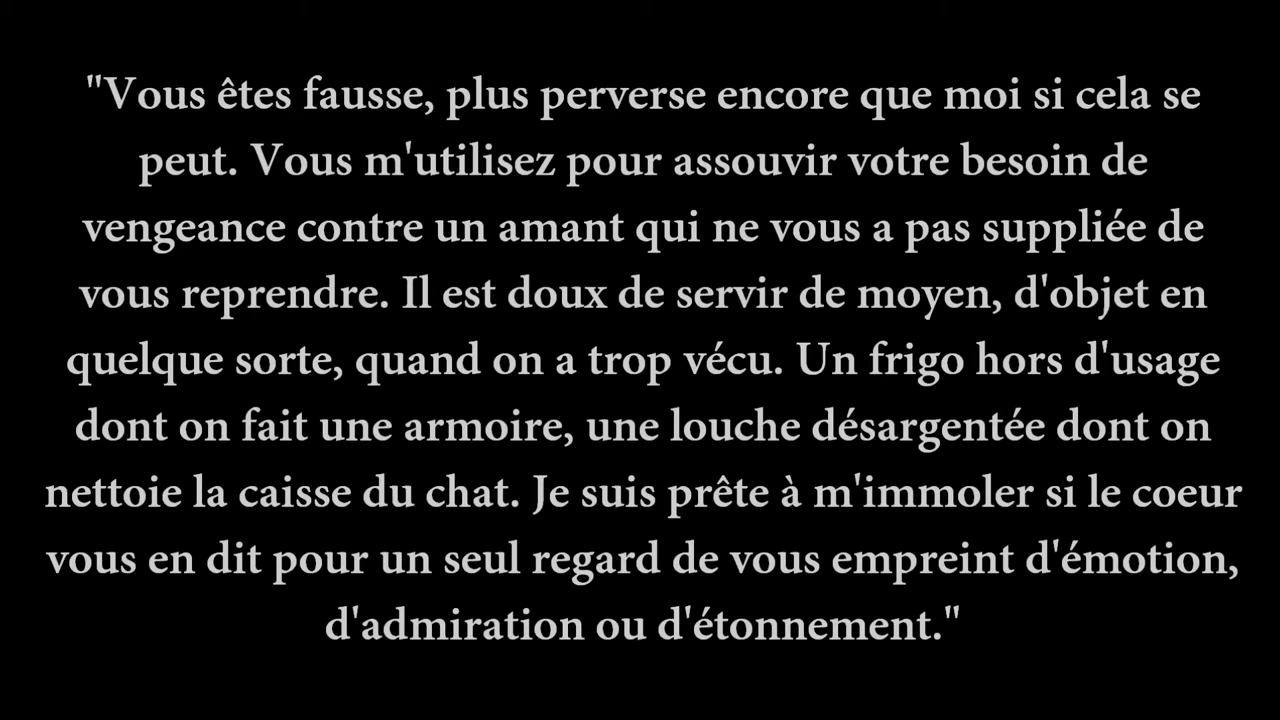 "Vous êtes fausse, plus perverse encore que moi si cela se
peut. Vous m'utilisez pour assouvir votre besoin de
vengeance contre un amant qui ne vous a pas suppliée de
vous reprendre. Il est doux de servir de moyen, d'objet en
quelque sorte, quand on a trop vécu. Un frigo hors d'usage
dont on fait une armoire, une louche désargentée dont on
nettoie la caisse du chat. Je suis prête à m'immoler si le coeur
vous en dit pour un seul regard de vous empreint d'émotion,
d'admiration ou d'étonnement."